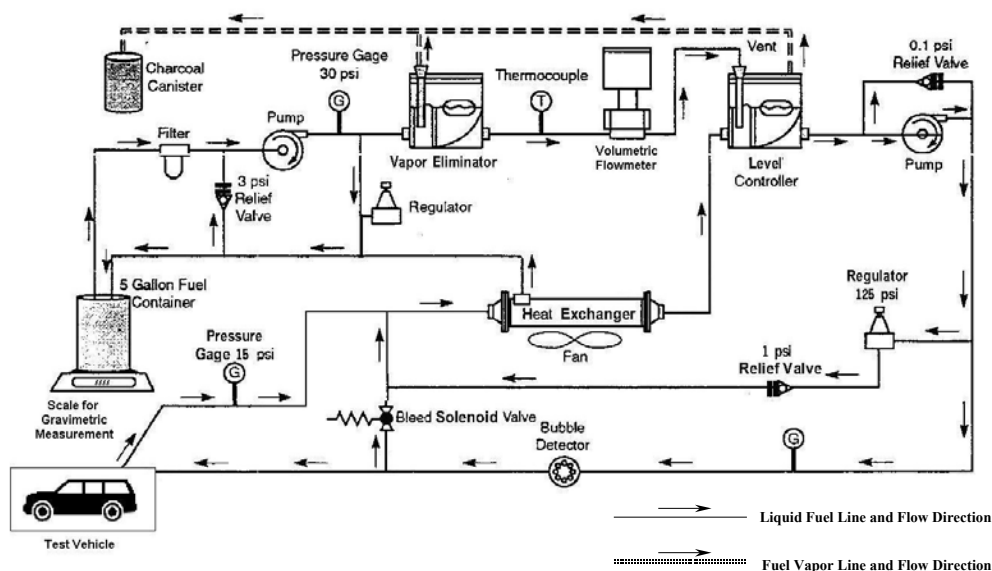 Charcoal
Canister
Pressure Gage
30 psi
G
Vapor Eliminator
Thermocouple
T
Volumetric
Flowmeter
Vent
Level
Controller
0.1 psi
Relief Valve
Pump
Filter
Pump
3 psi
Relief
Valve
Regulator
5 Gallon Fuel
Container
Scale for
Gravimetric
Measurement
Pressure
Gage 15 psi
G
Heat Exchanger
Fan
Regulator
125 psi
1 psi
Relief Valve
Bleed Solenoid Valve
Bubble
Detector
G
Test Vehicle
Liquid Fuel Line and Flow Direction
Fuel Vapor Line and Flow Direction